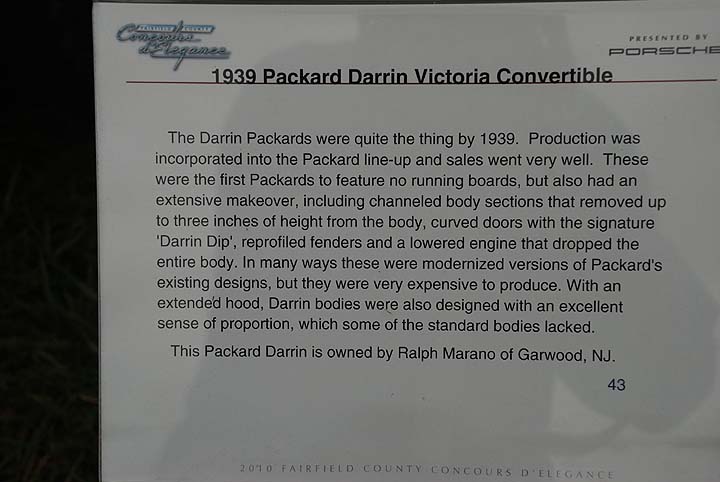 FAIRFIELD COUNTY
Concours
d'Elegance
PRESENTED BY
PORSCHE
1939 Packard Darrin Victoria Convertible
The Darrin Packards were quite the thing by 1939. Production was
incorporated into the Packard line-up and sales went very well. These
were the first Packards to feature no running boards, but also had an
extensive makeover, including channeled body sections that removed up
to three inches of height from the body, curved doors with the signature
'Darrin Dip', reprofiled fenders and a lowered engine that dropped the
entire body. In many ways these were modernized versions of Packard's
existing designs, but they were very expensive to produce. With an
extended hood, Darrin bodies were also designed with an excellent
sense of proportion, which some of the standard bodies lacked.
This Packard Darrin is owned by Ralph Marano of Garwood, NJ.
43
2010 FAIRFIELD COUNTY CONCOURS D'ELEGANCE